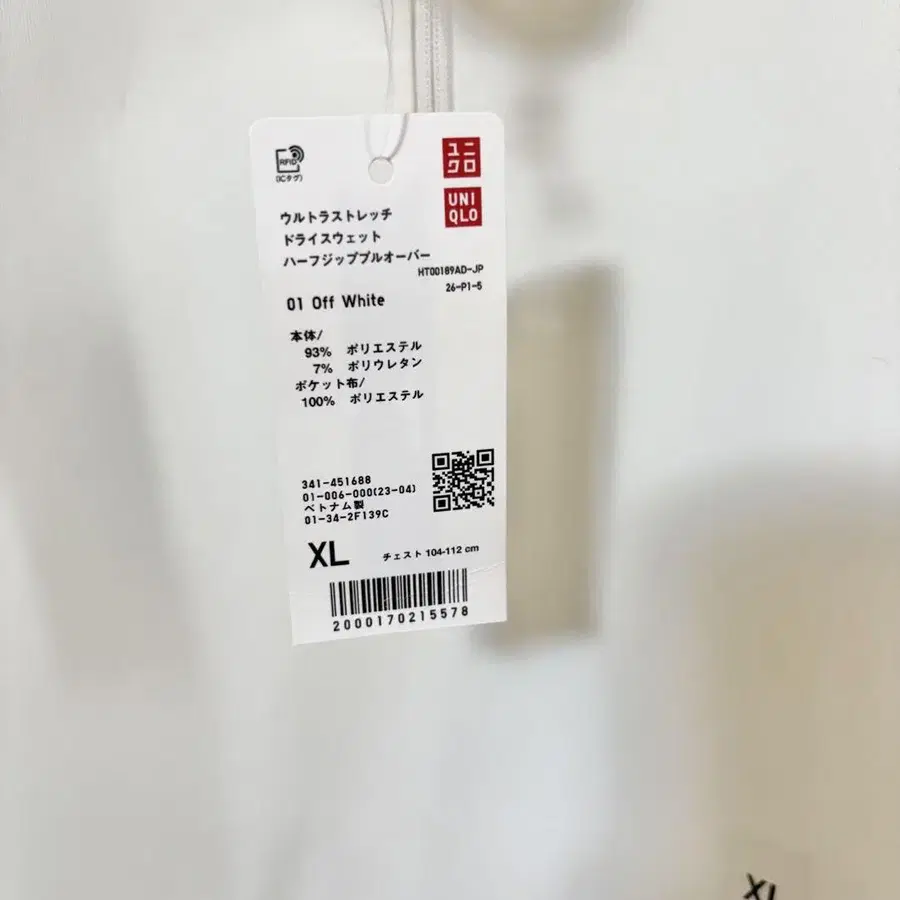 RFID
(ICタグ)
ユニ
クロ
UNI
QLO
ウルトラストレッチ
ドライスウェット
ハーフジッププルオーバー
HT00189AD-JP
26-P1-5
01 Off White
本体/
93% ポリエステル
7% ポリウレタン
ポケット布/
100% ポリエステル
341-451688
01-006-000(23-04)
ベトナム製
01-34-2F139C
XL チェスト 104-112 cm
2000170215578
XL